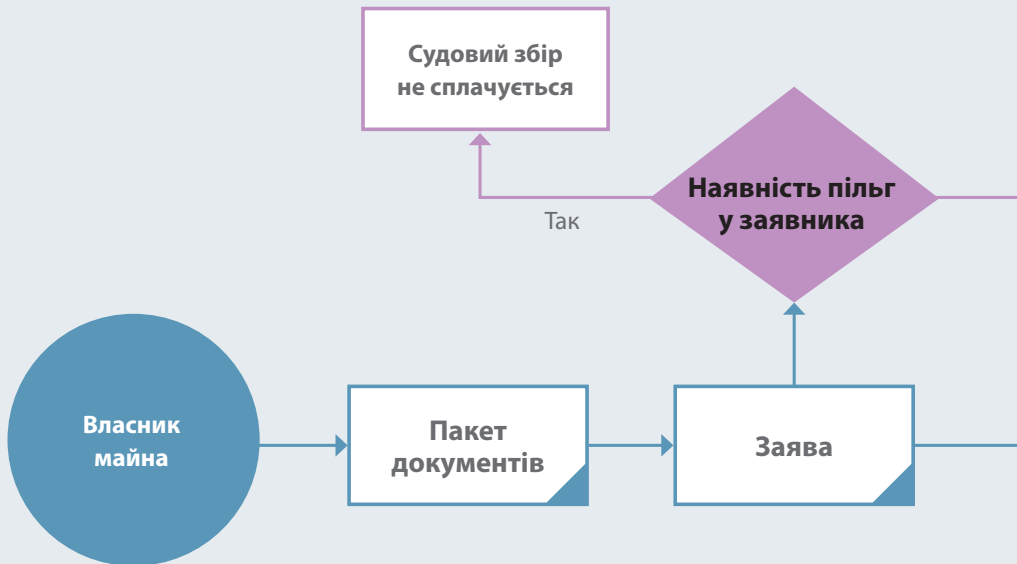 Судовий збір
не сплачується
Наявність пільг
у заявника
Так
Власник
майна
Пакет
документів
Заява